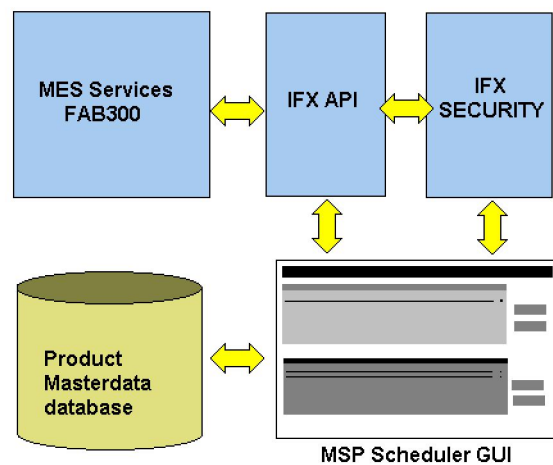 MES Services
FAB300
IFX API
IFX
SECURITY
Product
Masterdata
database
MSP Scheduler GUI